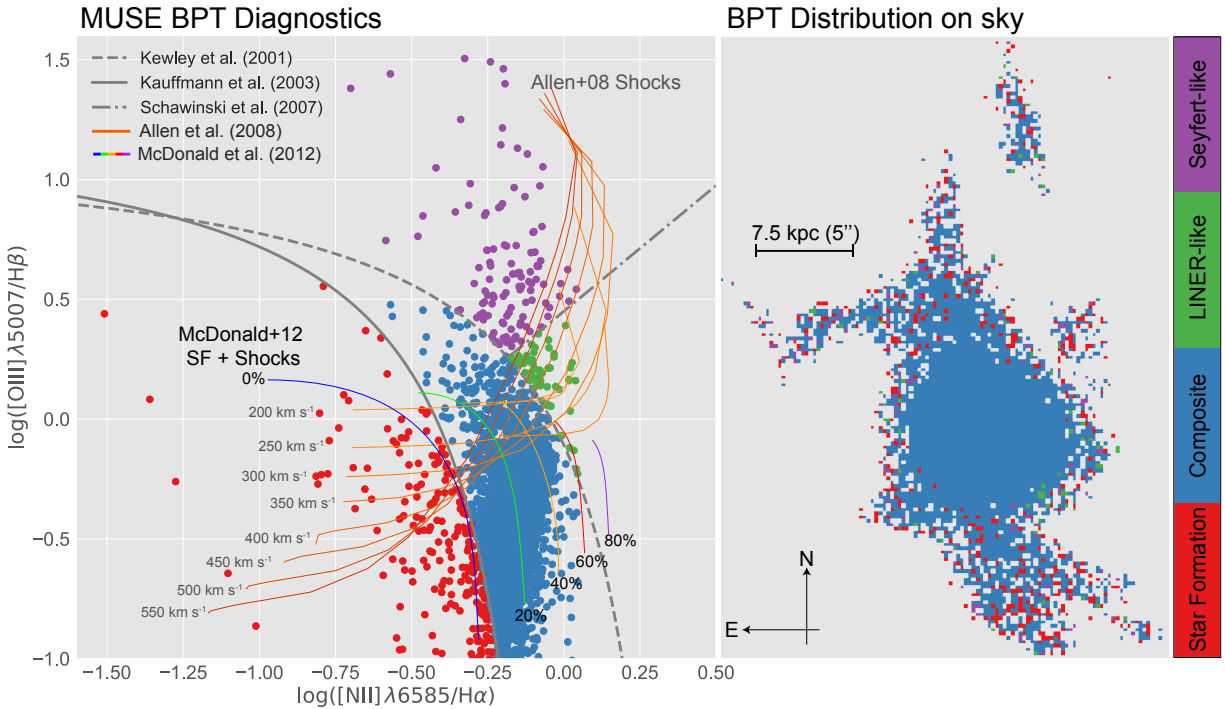 MUSE BPT Diagnostics
BPT Distribution on sky
Kewley et al. (2001)
Kauffmann et al. (2003)
Schawinski et al. (2007)
Allen et al. (2008)
McDonald et al. (2012)
Allen+08 Shocks
McDonald+12
SF + Shocks
0%
200 km s⁻¹
250 km s⁻¹
300 km s⁻¹
350 km s⁻¹
400 km s⁻¹
450 km s⁻¹
500 km s⁻¹
550 km s⁻¹
20%
40%
60%
80%
1.5
1.0
0.5
0.0
−0.5
−1.0
log([OIII]λ5007/Hβ)
−1.50
−1.25
−1.00
−0.75
−0.50
−0.25
0.00
0.25
0.50
log([NII]λ6585/Hα)
7.5 kpc (5’’)
N
E
Seyfert-like
LINER-like
Composite
Star Formation